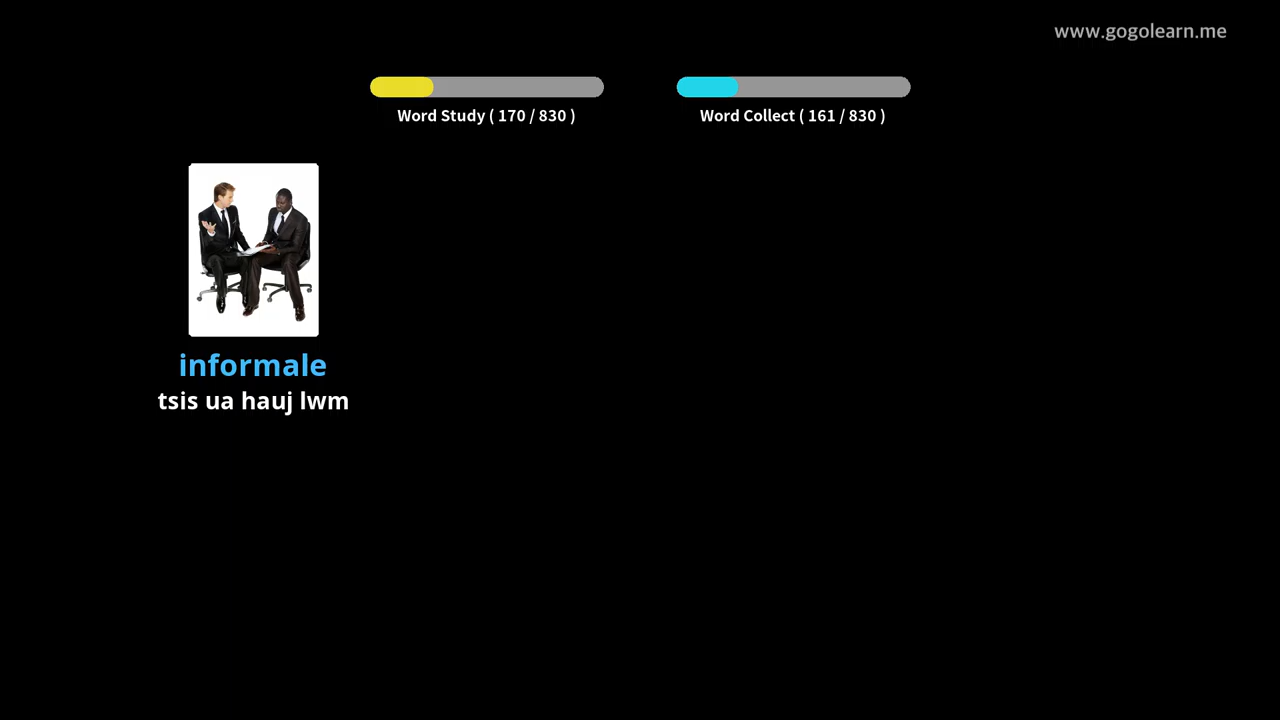 www.gogolearn.me
Word Study ( 170 / 830 )
Word Collect ( 161 / 830 )
informale
tsis ua hauj lwm